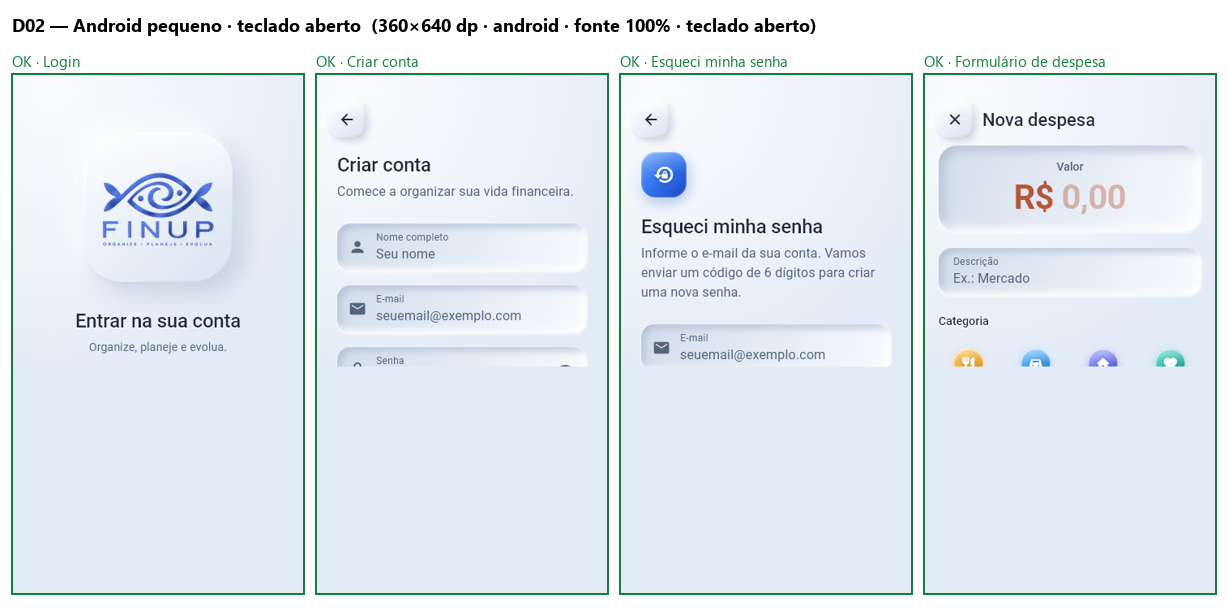 D02 — Android pequeno · teclado aberto (360×640 dp · android · fonte 100% · teclado aberto)
OK · Login
FINUP
ORGANIZE • PLANEJE • EVOLUA
Entrar na sua conta
Organize, planeje e evolua.
OK · Criar conta
Criar conta
Comece a organizar sua vida financeira.
Nome completo
Seu nome
E-mail
seuemail@exemplo.com
Senha
OK · Esqueci minha senha
Esqueci minha senha
Informe o e-mail da sua conta. Vamos
enviar um código de 6 dígitos para criar
uma nova senha.
E-mail
seuemail@exemplo.com
OK · Formulário de despesa
Nova despesa
Valor
R$ 0,00
Descrição
Ex.: Mercado
Categoria